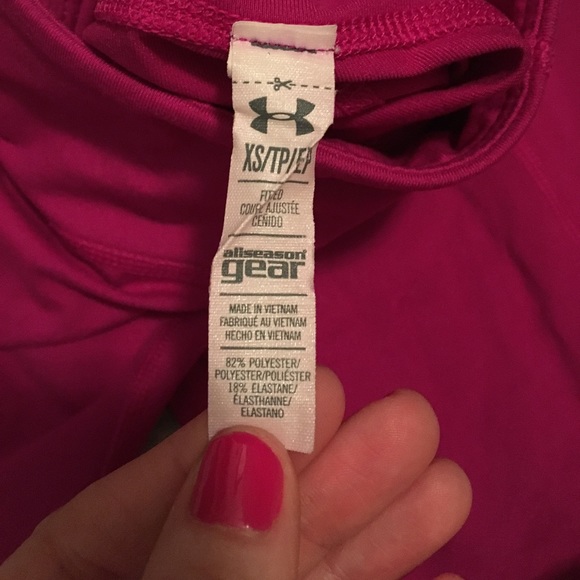 XS/TP/EP
FITTED
COUPE AJUSTÉE
CEÑIDO
allseason
gear
MADE IN VIETNAM
FABRIQUÉ AU VIETNAM
HECHO EN VIETNAM
82% POLYESTER/
POLYESTER/POLIÉSTER
18% ELASTANE/
ÉLASTHANNE/
ELASTANO